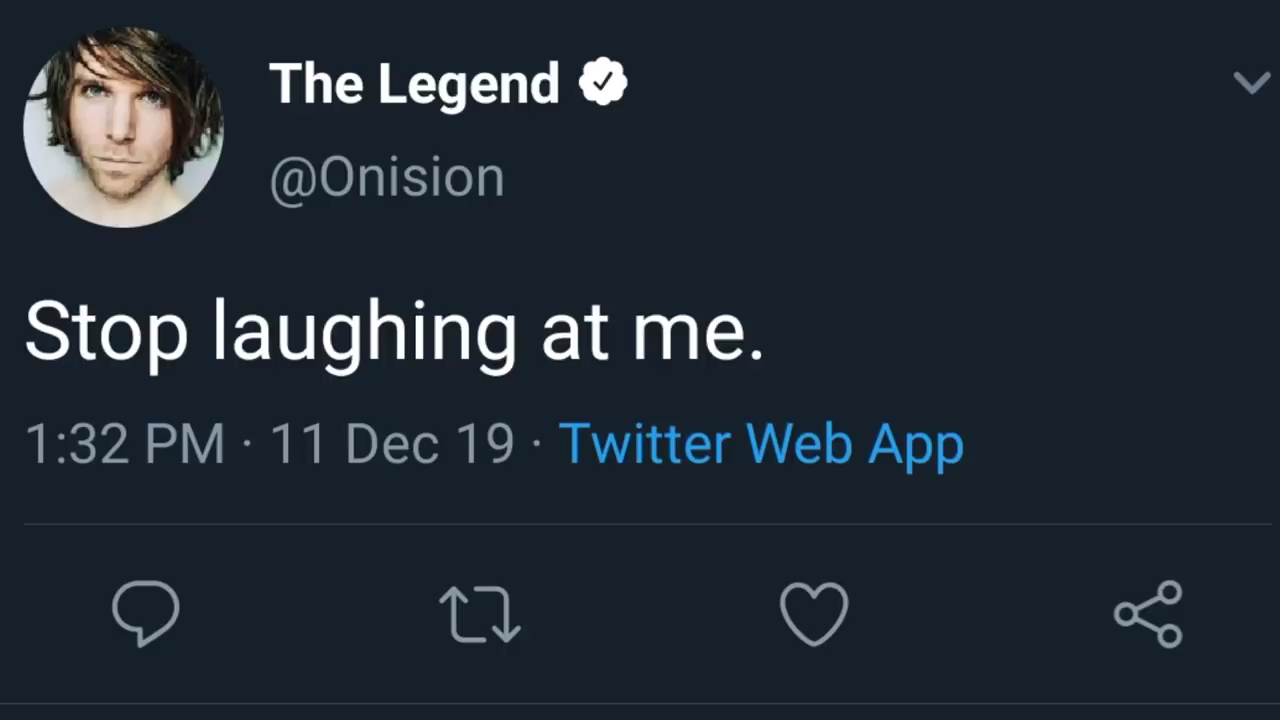 The Legend
@Onision
Stop laughing at me.
1:32 PM · 11 Dec 19 · Twitter Web App